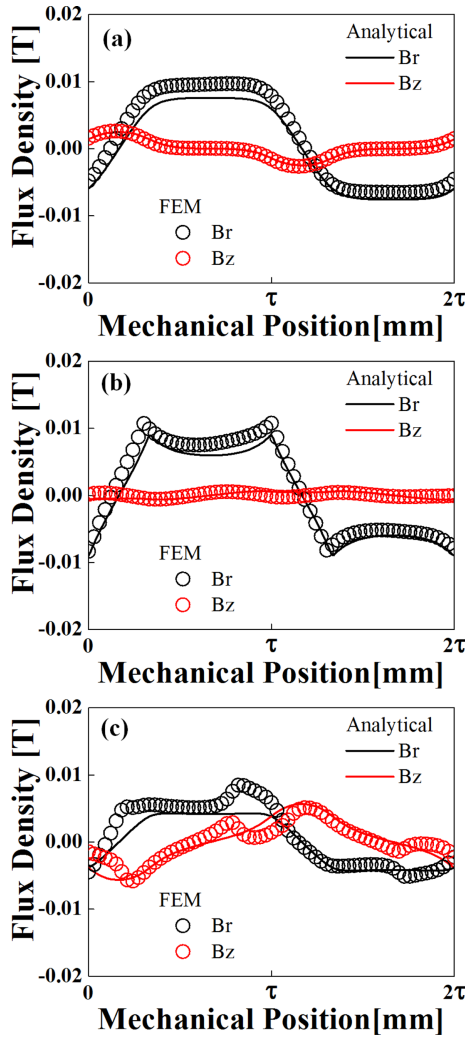 0.02
(a)
Analytical
Br
Bz
0.01
0.00
-0.01
-0.02
Flux Density [T]
FEM
Br
Bz
0
τ
2τ
Mechanical Position[mm]
0.02
(b)
Analytical
Br
Bz
0.01
0.00
-0.01
-0.02
Flux Density [T]
FEM
Br
Bz
0
τ
2τ
Mechanical Position[mm]
0.02
(c)
Analytical
Br
Bz
0.01
0.00
-0.01
-0.02
Flux Density [T]
FEM
Br
Bz
0
τ
2τ
Mechanical Position[mm]